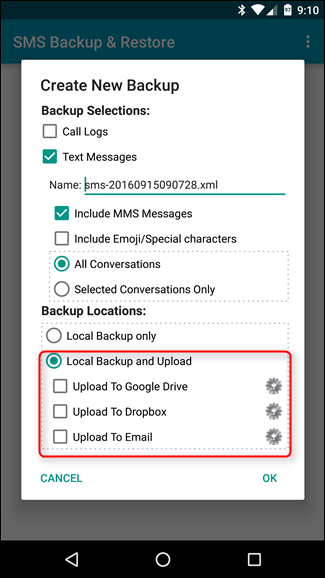 9:10
SMS Backup & Restore
Create New Backup
Backup Selections:
Call Logs
Text Messages
Name: sms-20160915090728.xml
Include MMS Messages
Include Emoji/Special characters
All Conversations
Selected Conversations Only
Backup Locations:
Local Backup only
Local Backup and Upload
Upload To Google Drive
Upload To Dropbox
Upload To Email
CANCEL OK